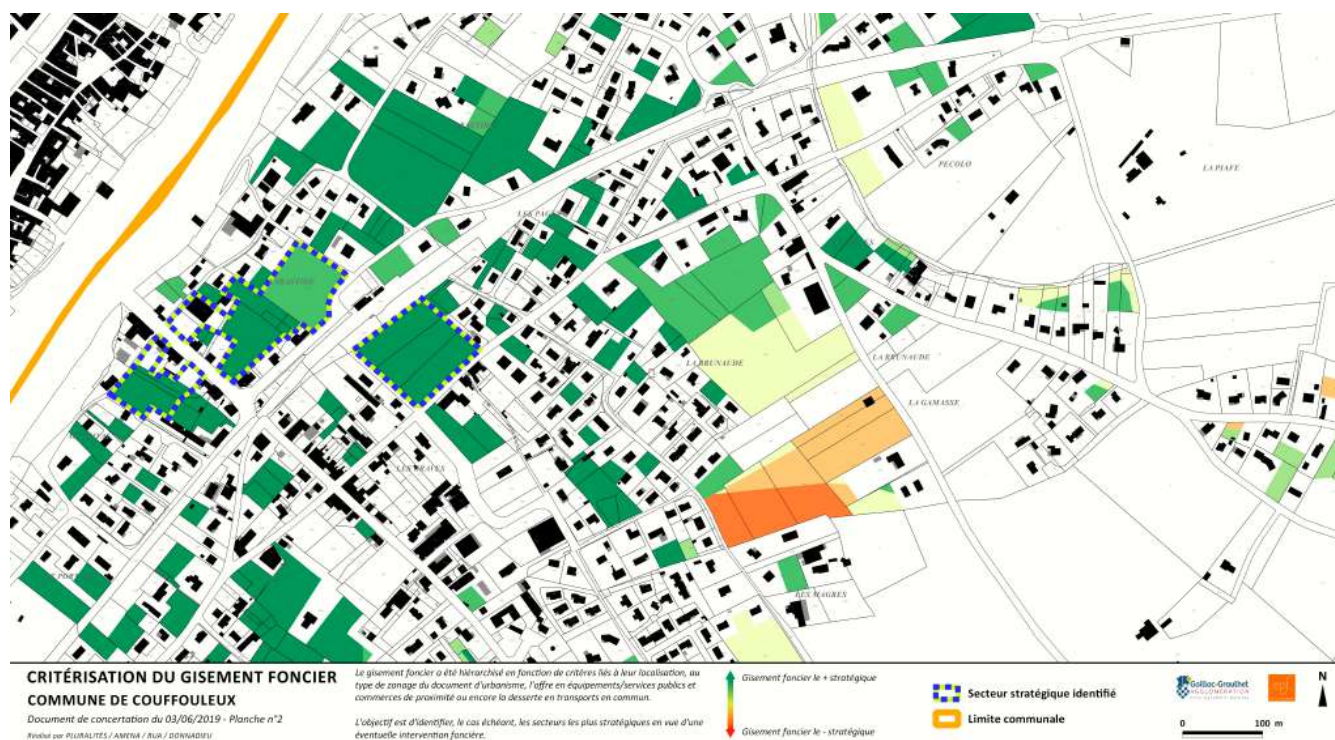 PECOLO
LA PIAFE
LA BRUNAUDE
LA BRUNAUDE
LA GAMASSE
LES GRAVES
LES MAGRES
CRITÉRISATION DU GISEMENT FONCIER
COMMUNE DE COUFFOULEUX
Document de concertation du 03/06/2019 - Planche n°2
Réalisé par PLURALITÉS / AMENA / RUA / DONNADIEU
Le gisement foncier a été hiérarchisé en fonction de critères liés à leur localisation, au
type de zonage du document d'urbanisme, l'offre en équipements/services publics et
commerces de proximité ou encore la desserte en transports en commun.
L'objectif est d'identifier, le cas échéant, les secteurs les plus stratégiques en vue d'une
éventuelle intervention foncière.
Gisement foncier le + stratégique
Gisement foncier le - stratégique
Secteur stratégique identifié
Limite communale
Gaillac-Graulhet
AGGLOMÉRATION
epf
N
0 100 m